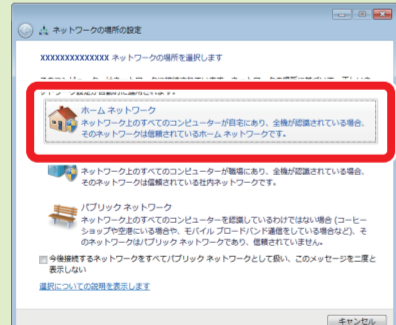 ネットワークの場所の設定
XXXXXXXXXXXXXX ネットワークの場所を選択します
ホーム ネットワーク
ネットワーク上のすべてのコンピューターが自宅にあり、全機が認識されている場合、
そのネットワークは信頼されているホーム ネットワークです。
ネットワーク上のすべてのコンピューターが職場にあり、全機が認識されている場合、
そのネットワークは信頼されている社内ネットワークです。
パブリック ネットワーク
ネットワーク上のすべてのコンピューターを認識しているわけではない場合 (コーヒー
ショップや空港にいる場合や、モバイル ブロードバンド通信をしている場合など)、そ
のネットワークはパブリック ネットワークであり、信頼されていません。
今後接続するネットワークをすべてパブリック ネットワークとして扱い、このメッセージを二度と
表示しない
選択についての説明を表示します
キャンセル